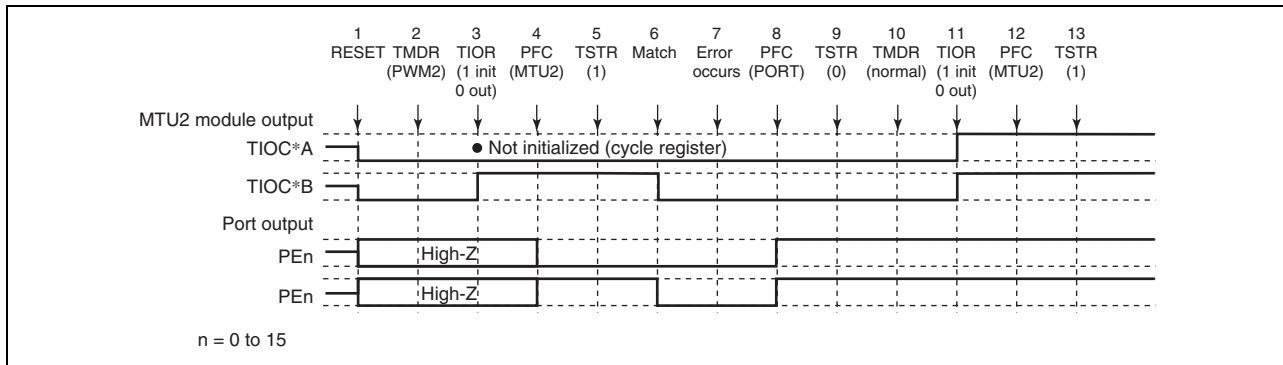 1 2 3 4 5 6 7 8 9 10 11 12 13
RESET TMDR TIOR PFC TSTR Match Error PFC TSTR TMDR TIOR PFC TSTR
(PWM2) (1 init (MTU2) (1) occurs (PORT) (0) (normal) (1 init (MTU2) (1)
0 out) 0 out)
MTU2 module output
TIOC*A
● Not initialized (cycle register)
TIOC*B
Port output
PEn
High-Z
PEn
High-Z
n = 0 to 15